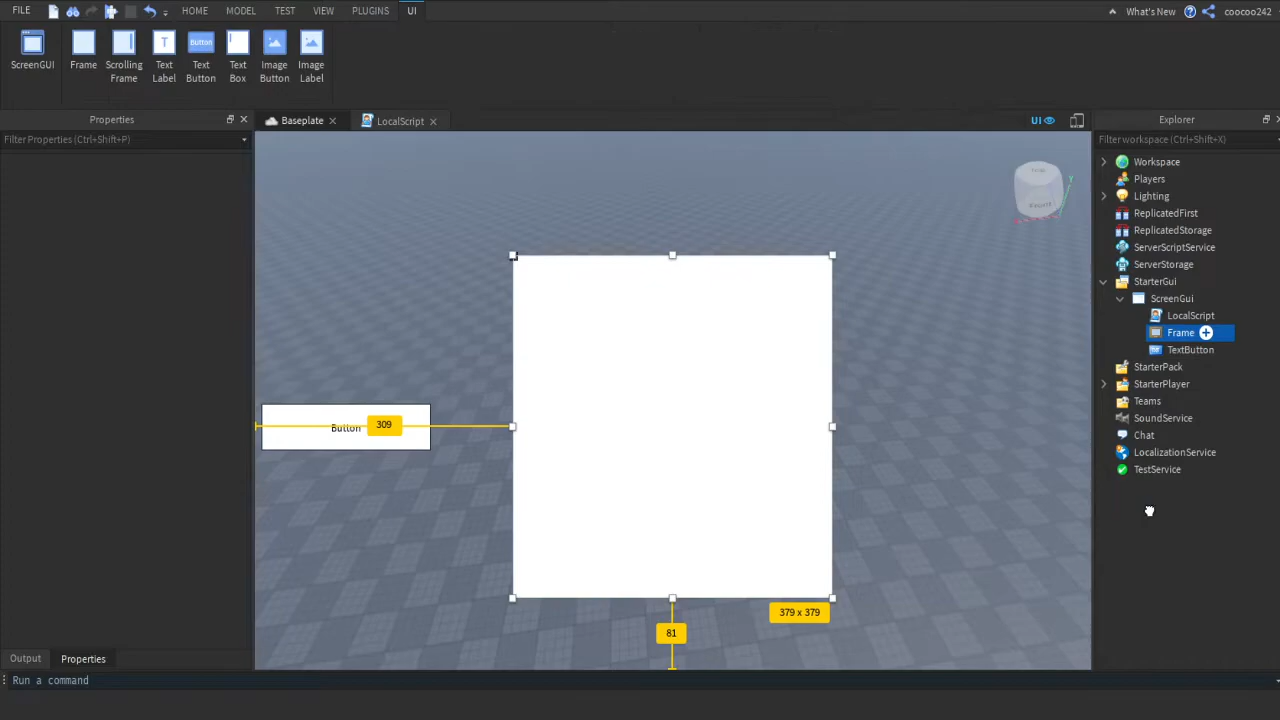 FILE HOME MODEL TEST VIEW PLUGINS UI What's New coocoo242
ScreenGUI Frame Scrolling Frame Text Label Button Text Button Text Box Image Button Image Label
Properties
Filter Properties (Ctrl+Shift+P)
Baseplate LocalScript UI
Explorer
Filter workspace (Ctrl+Shift+X)
Workspace
Players
Lighting
ReplicatedFirst
ReplicatedStorage
ServerScriptService
ServerStorage
StarterGui
ScreenGui
LocalScript
Frame
TextButton
StarterPack
StarterPlayer
Teams
SoundService
Chat
LocalizationService
TestService
Front
Y
Button 309
379 x 379
81
Output Properties
Run a command